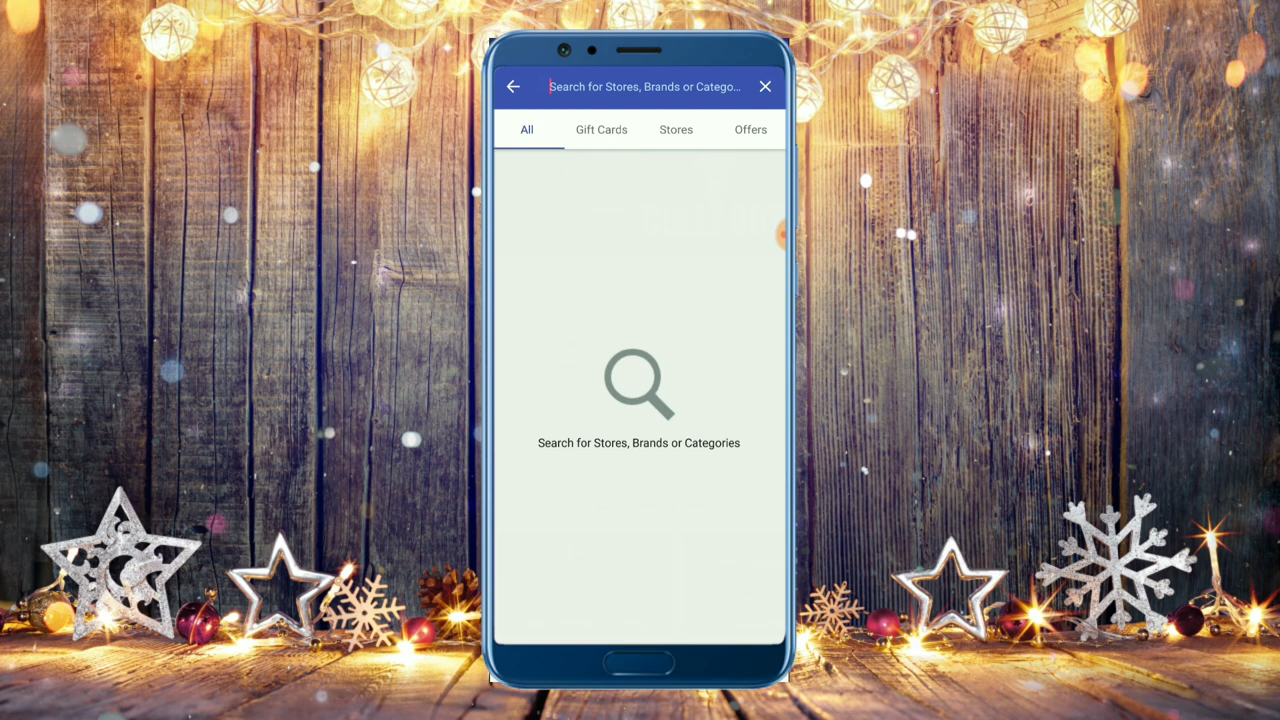 Search for Stores, Brands or Catego...
All
Gift Cards
Stores
Offers
Search for Stores, Brands or Categories